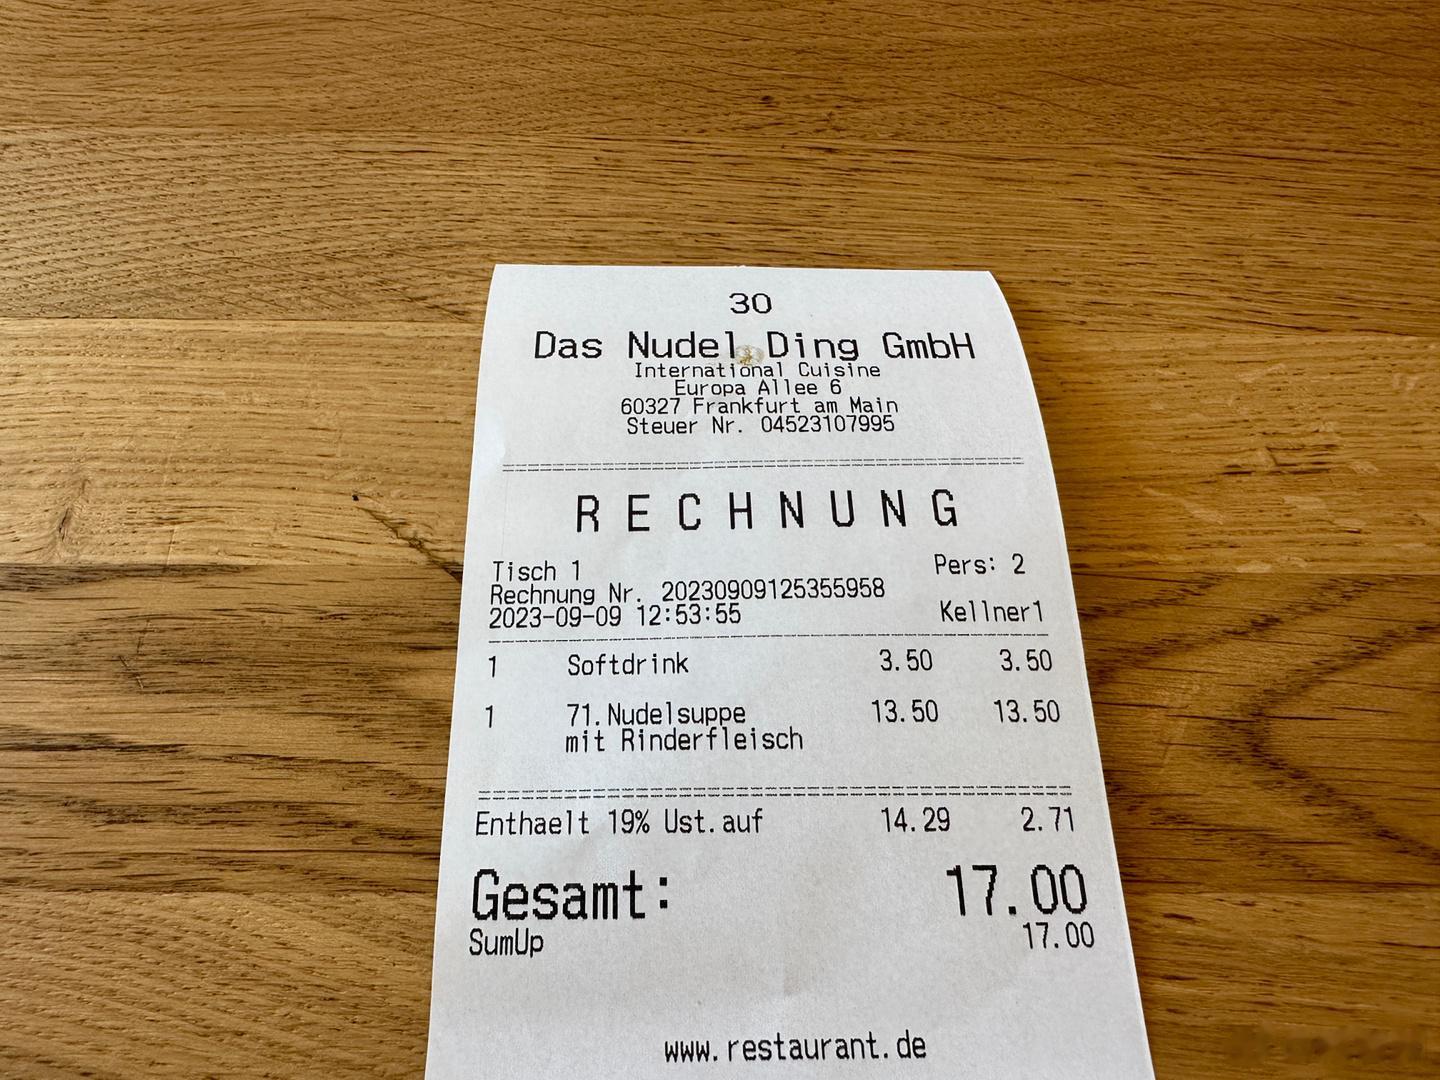 30
Das Nudel Ding GmbH
International Cuisine
Europa Allee 6
60327 Frankfurt am Main
Steuer Nr. 04523107995
RECHNUNG
Tisch 1 Pers: 2
Rechnung Nr. 20230909125355958
2023-09-09 12:53:55 Kellner1
1 Softdrink 3.50 3.50
1 71.Nudelsuppe 13.50 13.50
mit Rinderfleisch
Enthaelt 19% Ust.auf 14.29 2.71
Gesamt: 17.00
SumUp 17.00
www.restaurant.de